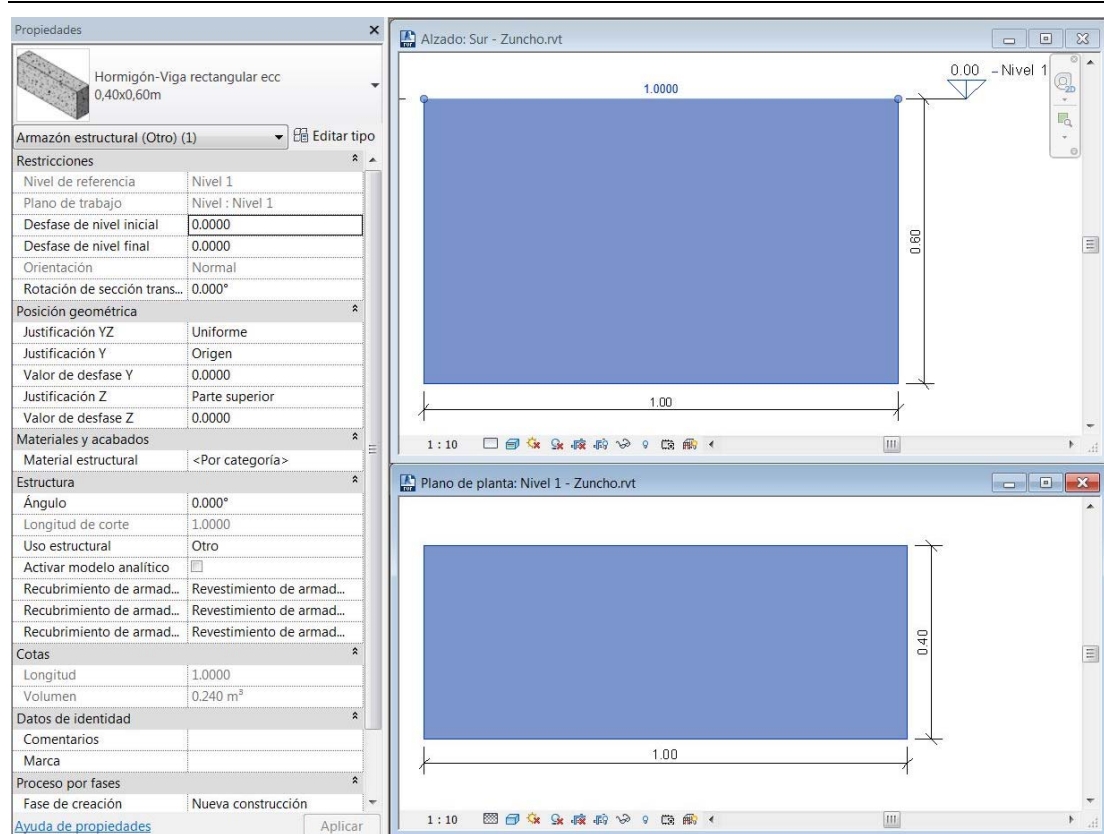 Propiedades
Hormigón-Viga rectangular ecc
0,40x0,60m
Armazón estructural (Otro) (1)
Editar tipo
Restricciones
Nivel de referencia Nivel 1
Plano de trabajo Nivel : Nivel 1
Desfase de nivel inicial 0.0000
Desfase de nivel final 0.0000
Orientación Normal
Rotación de sección trans... 0.000°
Posición geométrica
Justificación YZ Uniforme
Justificación Y Origen
Valor de desfase Y 0.0000
Justificación Z Parte superior
Valor de desfase Z 0.0000
Materiales y acabados
Material estructural <Por categoría>
Estructura
Ángulo 0.000°
Longitud de corte 1.0000
Uso estructural Otro
Activar modelo analítico
Recubrimiento de armad... Revestimiento de armad...
Recubrimiento de armad... Revestimiento de armad...
Recubrimiento de armad... Revestimiento de armad...
Cotas
Longitud 1.0000
Volumen 0.240 m³
Datos de identidad
Comentarios
Marca
Proceso por fases
Fase de creación Nueva construcción
Ayuda de propiedades Aplicar
Alzado: Sur - Zuncho.rvt
1.0000
0.00 - Nivel 1
2D
0.60
1.00
1 : 10
Plano de planta: Nivel 1 - Zuncho.rvt
0.40
1.00
1 : 10